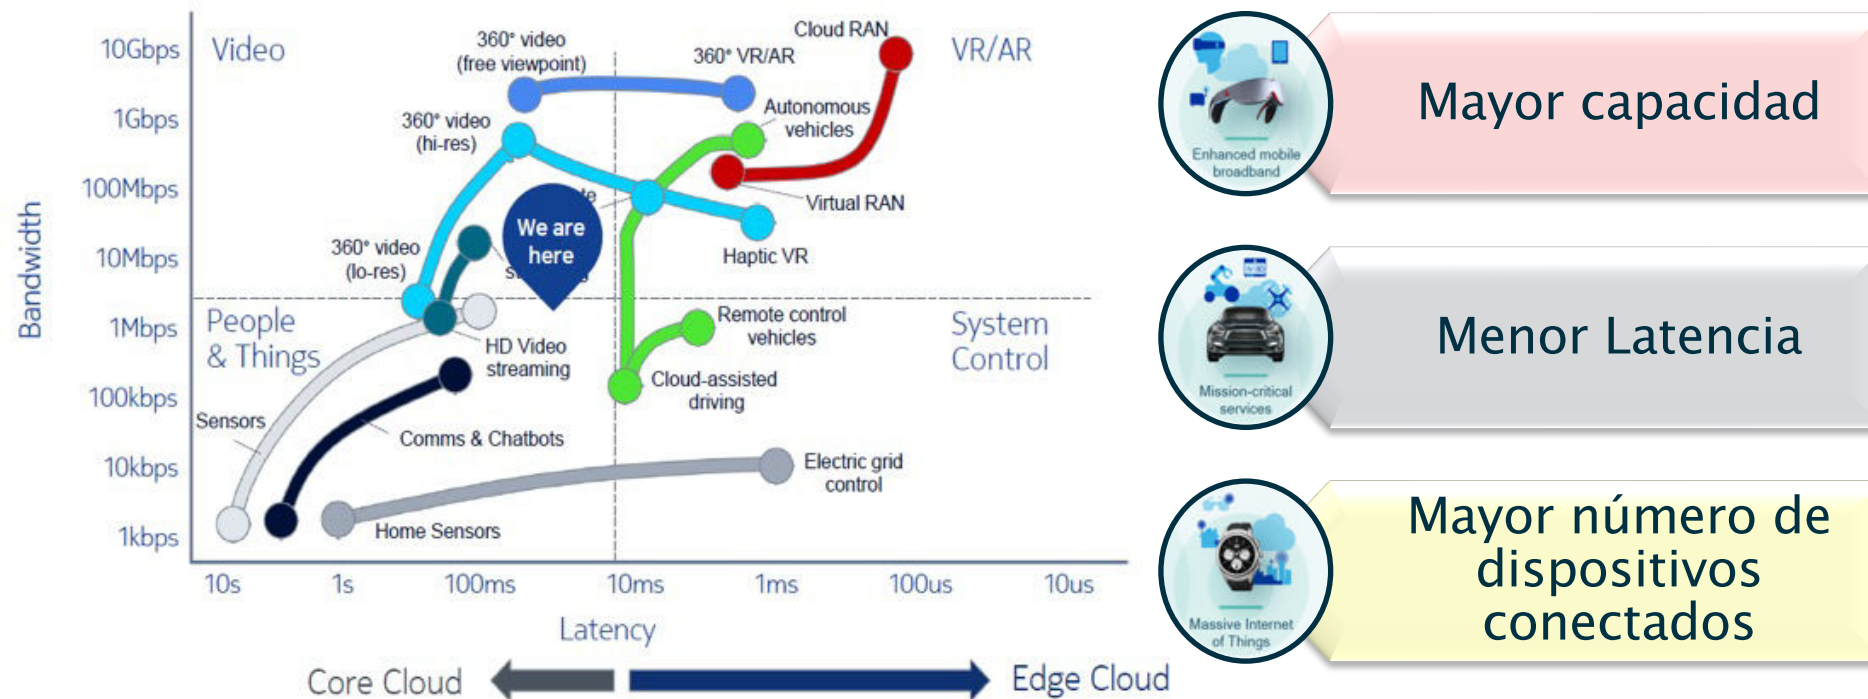 10Gbps
1Gbps
100Mbps
10Mbps
1Mbps
100kbps
10kbps
1kbps
Bandwidth
Video
360° video
(free viewpoint)
360° VR/AR
Cloud RAN
VR/AR
360° video
(hi-res)
Autonomous
vehicles
Virtual RAN
Haptic VR
360° video
(lo-res)
We are
here
People
& Things
HD Video
streaming
Remote control
vehicles
System
Control
Cloud-assisted
driving
Sensors
Comms & Chatbots
Electric grid
control
Home Sensors
10s
1s
100ms
10ms
1ms
100us
10us
Latency
Core Cloud
Edge Cloud
Enhanced mobile
broadband
Mayor capacidad
Mission-critical
services
Menor Latencia
Massive Internet
of Things
Mayor número de
dispositivos
conectados